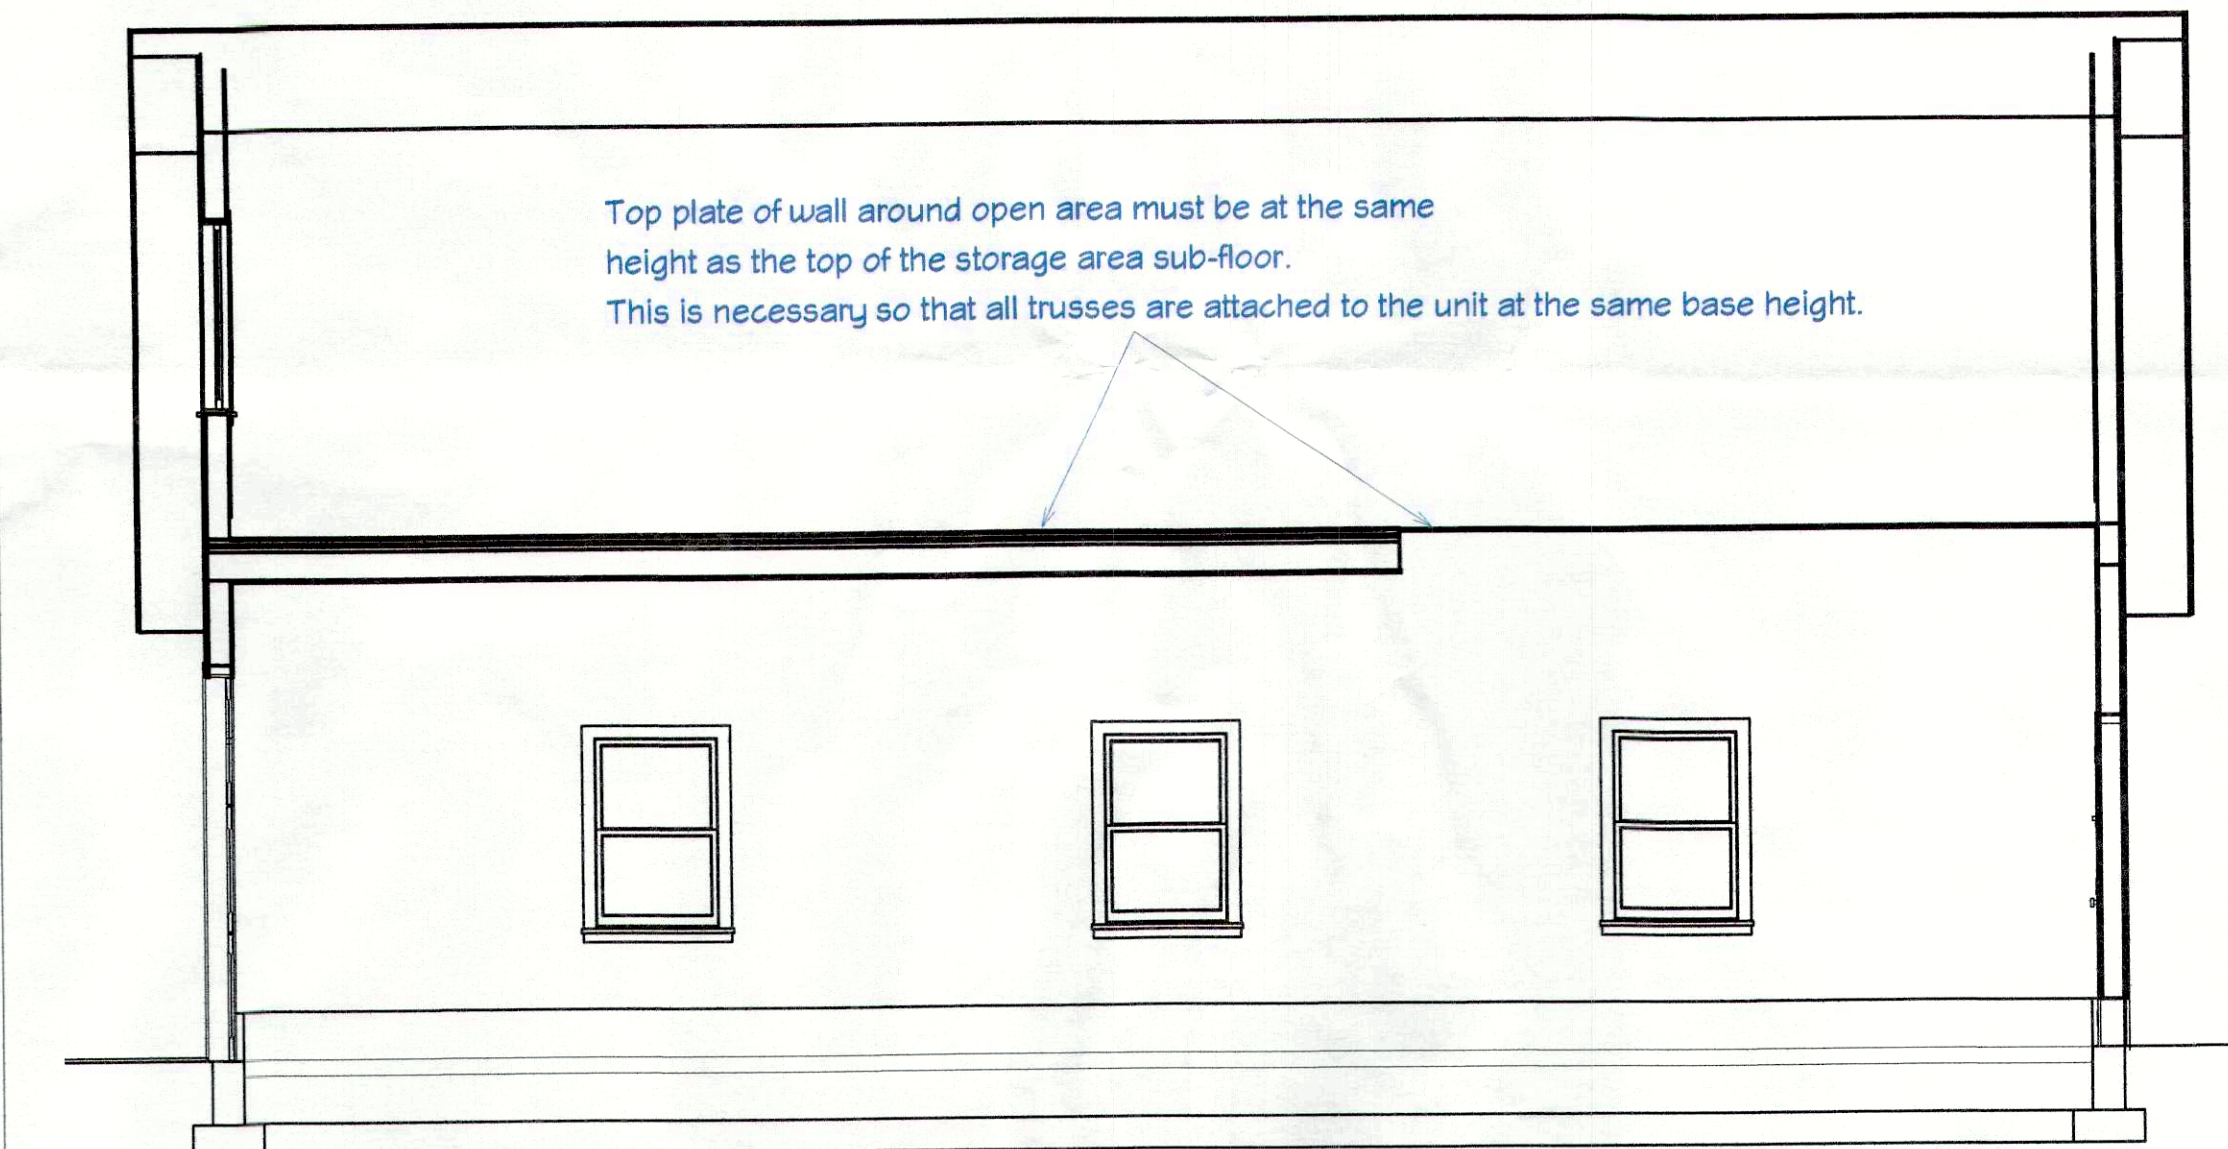 Top plate of wall around open area must be at the same
height as the top of the storage area sub-floor.
This is necessary so that all trusses are attached to the unit at the same base height.